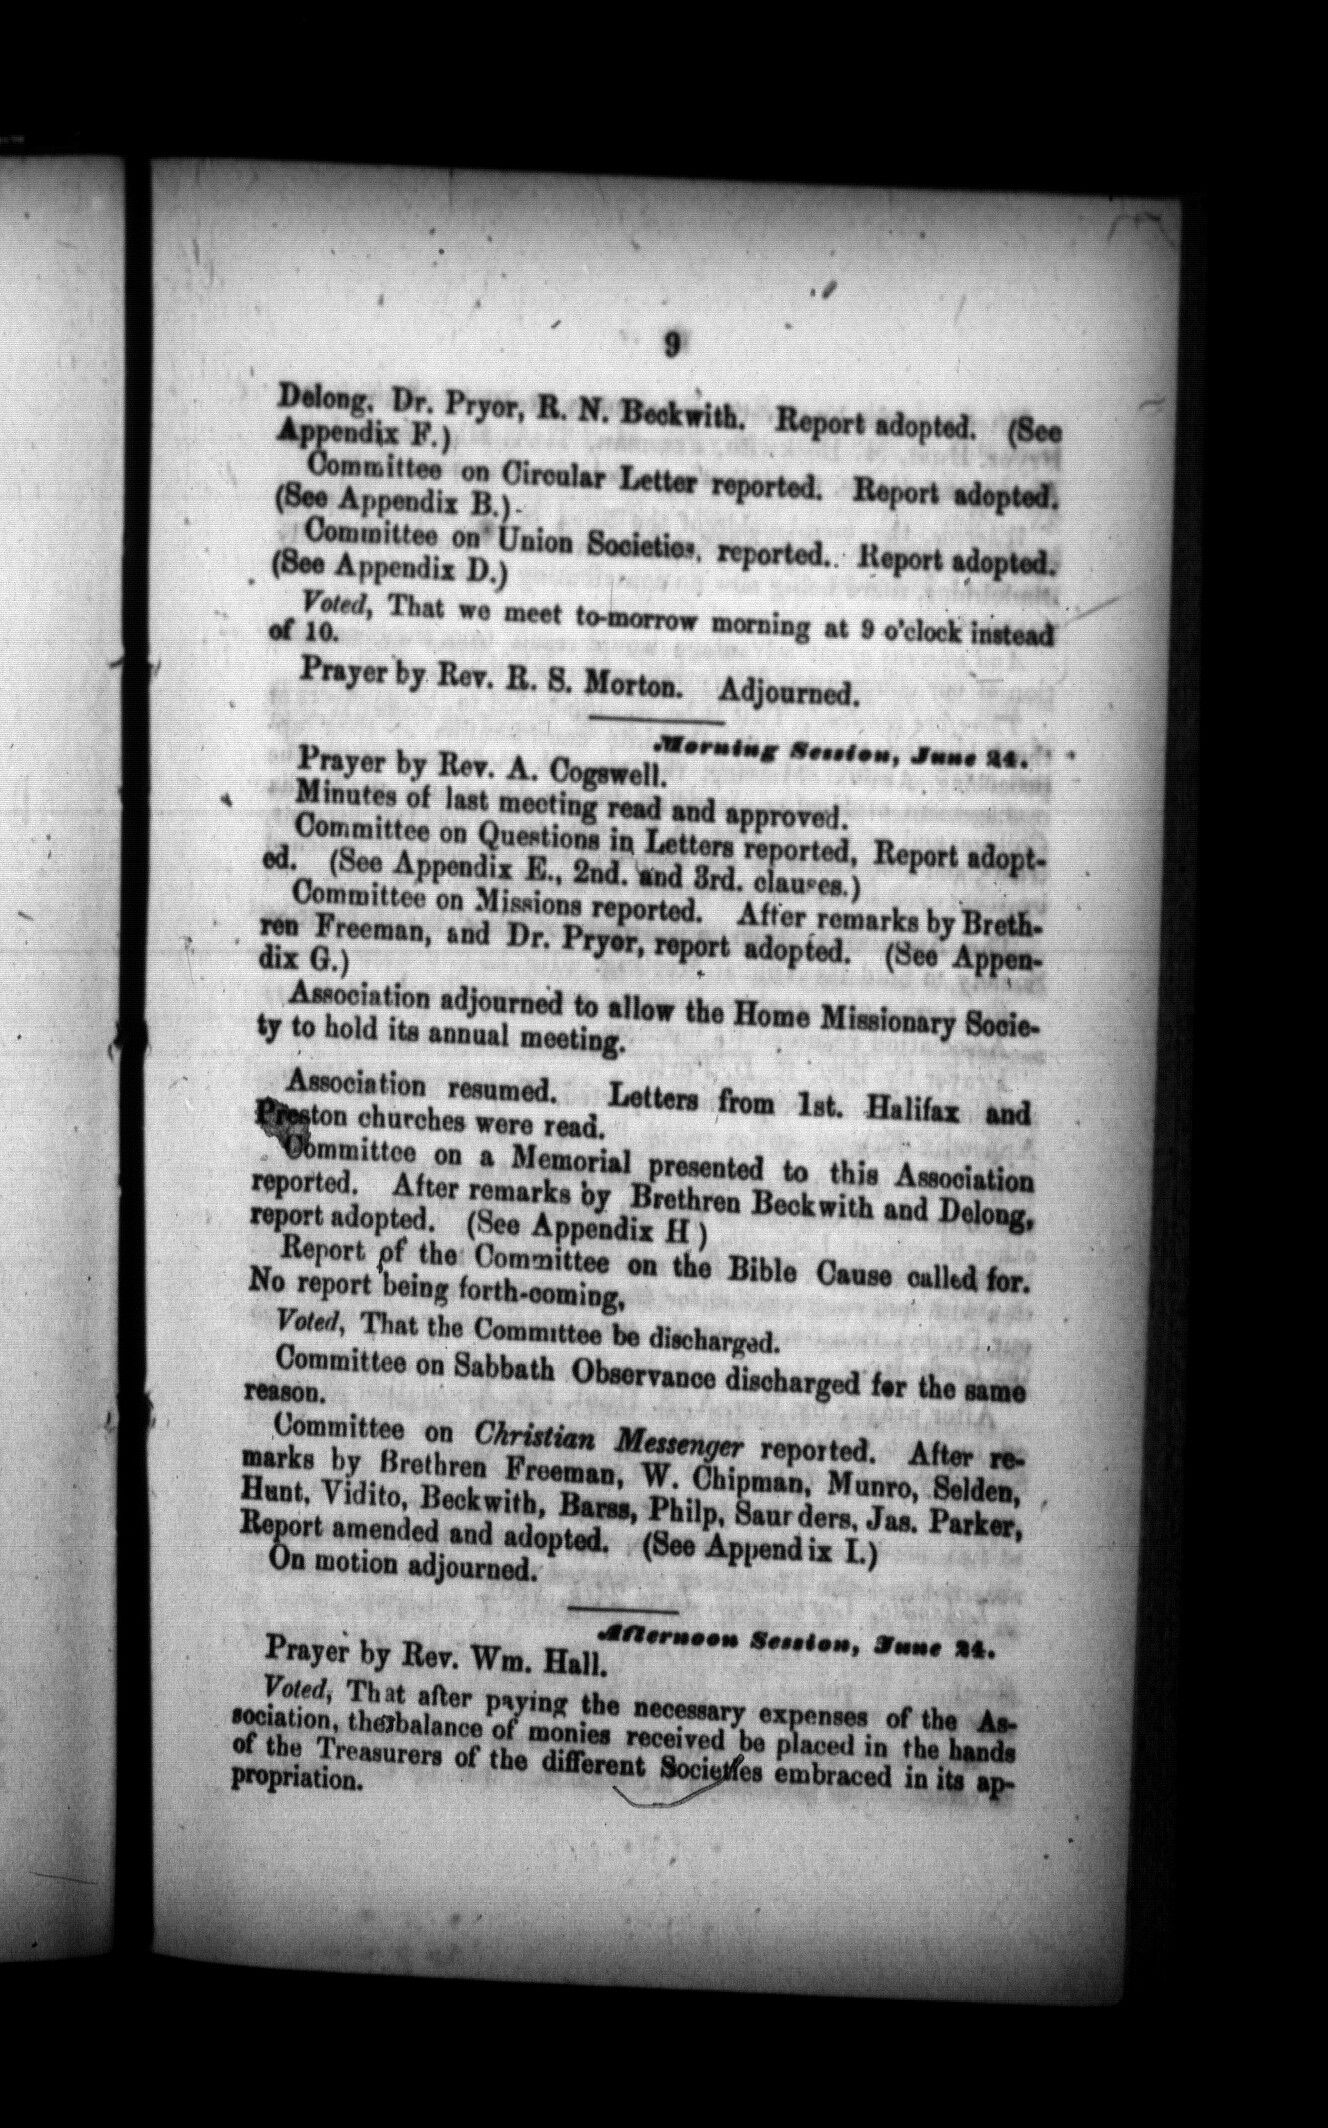 9
Delong, Dr. Pryor, R. N. Beckwith. Report adopted. (See
Appendix F.)
Committee on Circular Letter reported. Report adopted.
(See Appendix B.)
Committee on Union Societies, reported. Report adopted.
(See Appendix D.)
Voted, That we meet to-morrow morning at 9 o'clock instead
of 10.
Prayer by Rev. R. S. Morton. Adjourned.
Morning Session, June 24.
Prayer by Rev. A. Cogswell.
Minutes of last meeting read and approved.
Committee on Questions in Letters reported, Report adopt-
ed. (See Appendix E., 2nd. and 3rd. clauses.)
Committee on Missions reported. After remarks by Breth-
ren Freeman, and Dr. Pryor, report adopted. (See Appen-
dix G.)
Association adjourned to allow the Home Missionary Socie-
ty to hold its annual meeting.
Association resumed. Letters from 1st. Halifax and
Preston churches were read.
Committee on a Memorial presented to this Association
reported. After remarks by Brethren Beckwith and Delong,
report adopted. (See Appendix H )
Report of the Committee on the Bible Cause called for.
No report being forth-coming,
Voted, That the Committee be discharged.
Committee on Sabbath Observance discharged for the same
reason.
Committee on Christian Messenger reported. After re-
marks by Brethren Freeman, W. Chipman, Munro, Selden,
Hunt, Vidito, Beckwith, Barss, Philp, Saunders, Jas. Parker,
Report amended and adopted. (See Appendix I.)
On motion adjourned.
Afternoon Session, June 24.
Prayer by Rev. Wm. Hall.
Voted, That after paying the necessary expenses of the As-
sociation, the balance of monies received be placed in the hands
of the Treasurers of the different Societies embraced in its ap-
propriation.